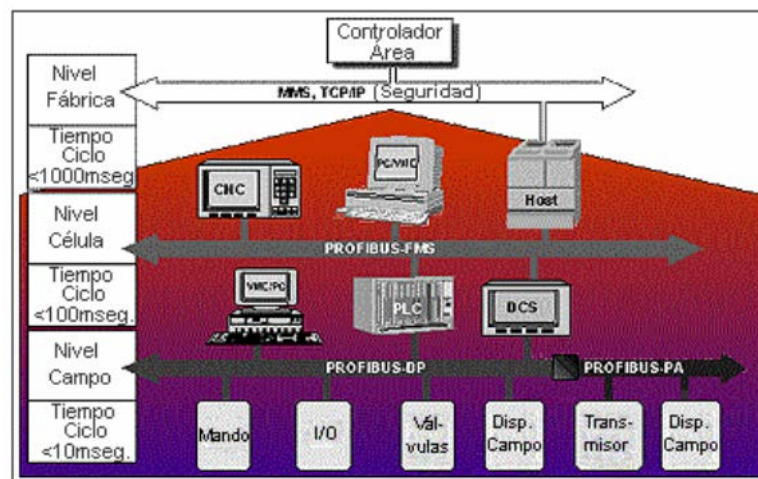 Controlador
Área
Nivel
Fábrica
MMS, TCP/IP (Seguridad)
Tiempo
Ciclo
<1000mseg.
CNC
PC/VME
Host
Nivel
Célula
PROFIBUS-FMS
Tiempo
Ciclo
<100mseg.
VME/PC
PLC
DCS
Nivel
Campo
PROFIBUS-DP
PROFIBUS-PA
Tiempo
Ciclo
<10mseg.
Mando
I/O
Vál-
vulas
Disp.
Campo
Trans-
misor
Disp.
Campo